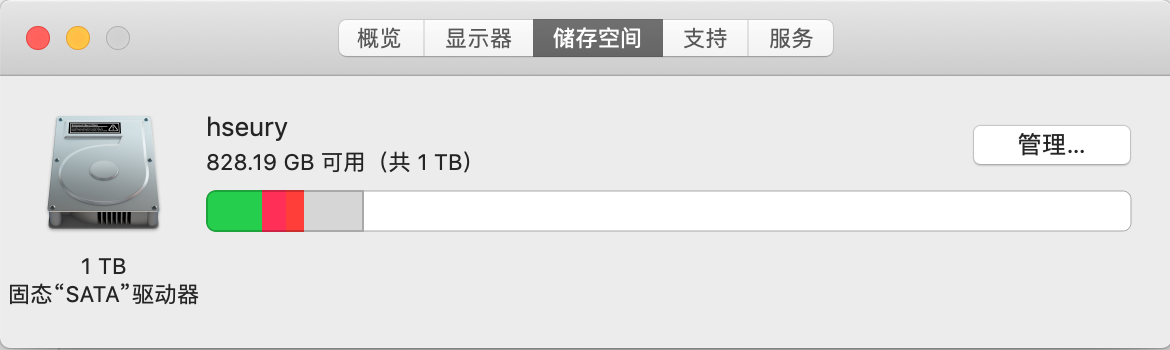 概览 显示器 储存空间 支持 服务
hseury
828.19 GB 可用（共 1 TB）
管理...
1 TB
固态“SATA”驱动器